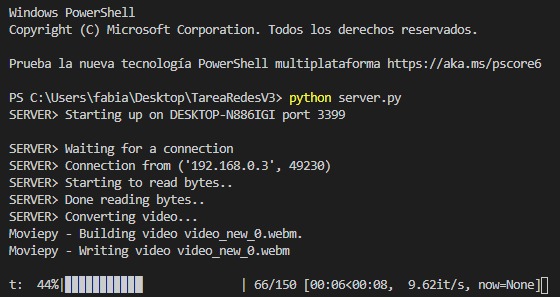 Windows PowerShell
Copyright (C) Microsoft Corporation. Todos los derechos reservados.
Prueba la nueva tecnología PowerShell multiplataforma https://aka.ms/pscore6
PS C:\Users\fabia\Desktop\TareaRedesV3> python server.py
SERVER> Starting up on DESKTOP-N886IGI port 3399
SERVER> Waiting for a connection
SERVER> Connection from ('192.168.0.3', 49230)
SERVER> Starting to read bytes..
SERVER> Done reading bytes..
SERVER> Converting video...
Moviepy - Building video video_new_0.webm.
Moviepy - Writing video video_new_0.webm
t:  44%|███████████              | 66/150 [00:06<00:08,  9.62it/s, now=None]